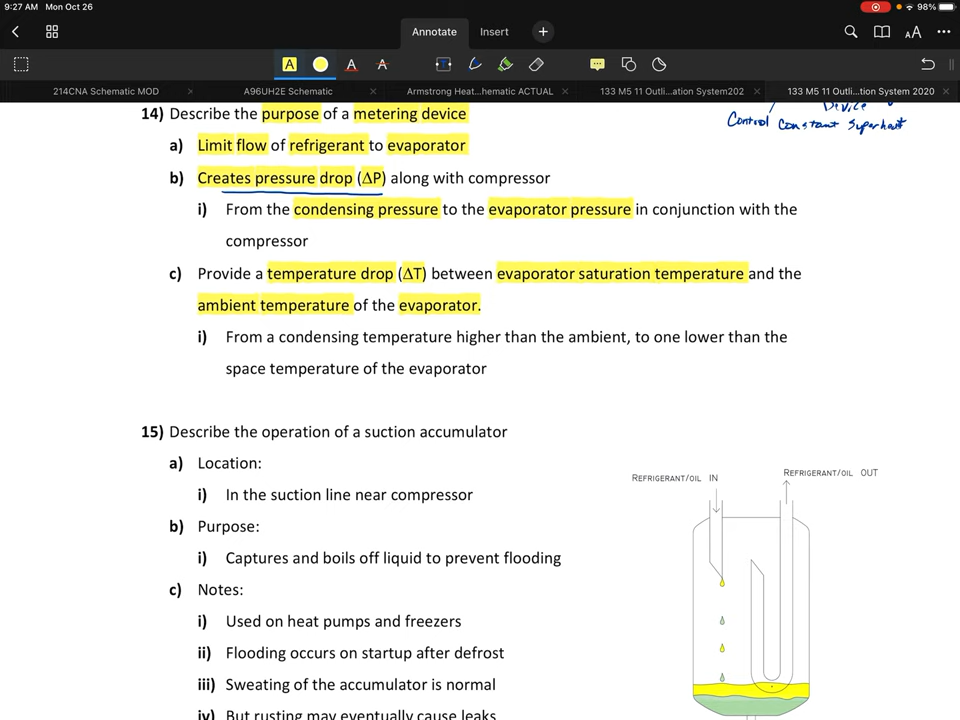 9:27 AM Mon Oct 26
98%
Annotate
Insert
AA
A
A
A
214CNA Schematic MOD
A96UH2E Schematic
Armstrong Heat...hematic ACTUAL
133 M5 11 Outli...ation System202
133 M5 11 Outli...tion System 2020
Device
Control Constant Superheat
14) Describe the purpose of a metering device
a) Limit flow of refrigerant to evaporator
b) Creates pressure drop (ΔP) along with compressor
i) From the condensing pressure to the evaporator pressure in conjunction with the
compressor
c) Provide a temperature drop (ΔT) between evaporator saturation temperature and the
ambient temperature of the evaporator.
i) From a condensing temperature higher than the ambient, to one lower than the
space temperature of the evaporator
15) Describe the operation of a suction accumulator
a) Location:
i) In the suction line near compressor
b) Purpose:
i) Captures and boils off liquid to prevent flooding
c) Notes:
i) Used on heat pumps and freezers
ii) Flooding occurs on startup after defrost
iii) Sweating of the accumulator is normal
iv) But rusting may eventually cause leaks
REFRIGERANT/OIL IN
REFRIGERANT/OIL OUT